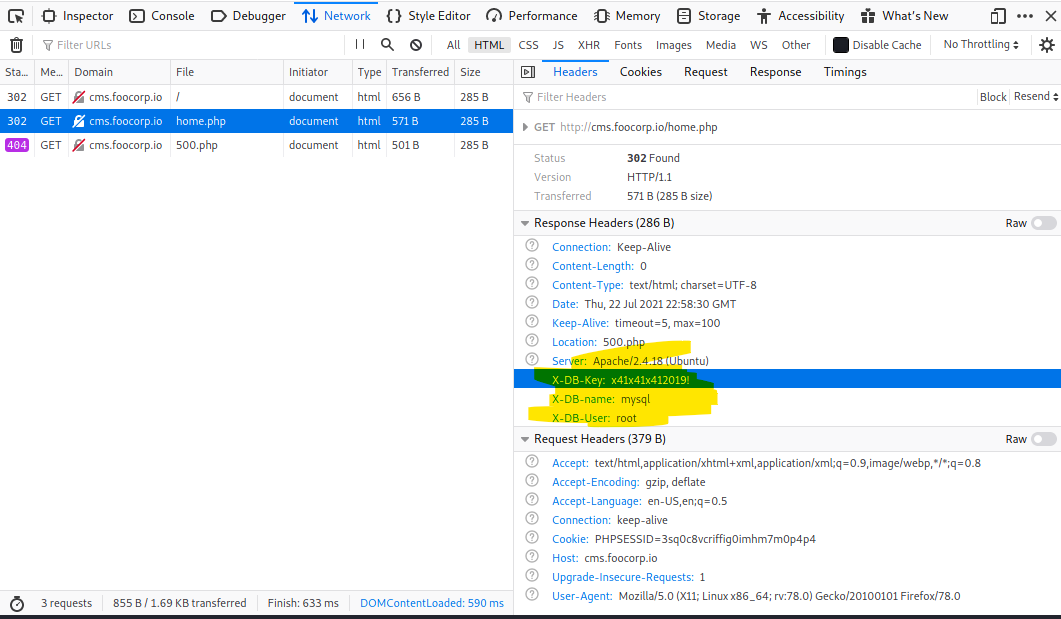 Inspector Console Debugger Network Style Editor Performance Memory Storage Accessibility What's New
Filter URLs All HTML CSS JS XHR Fonts Images Media WS Other Disable Cache No Throttling
Sta... Me... Domain File Initiator Type Transferred Size
302 GET cms.foocorp.io / document html 656 B 285 B
302 GET cms.foocorp.io home.php document html 571 B 285 B
404 GET cms.foocorp.io 500.php document html 501 B 285 B
3 requests 855 B / 1.69 KB transferred Finish: 633 ms DOMContentLoaded: 590 ms
Headers Cookies Request Response Timings
Filter Headers Block Resend
GET http://cms.foocorp.io/home.php
Status 302 Found
Version HTTP/1.1
Transferred 571 B (285 B size)
Response Headers (286 B) Raw
Connection: Keep-Alive
Content-Length: 0
Content-Type: text/html; charset=UTF-8
Date: Thu, 22 Jul 2021 22:58:30 GMT
Keep-Alive: timeout=5, max=100
Location: 500.php
Server: Apache/2.4.18 (Ubuntu)
X-DB-Key: x41x41x412019!
X-DB-name: mysql
X-DB-User: root
Request Headers (379 B) Raw
Accept: text/html,application/xhtml+xml,application/xml;q=0.9,image/webp,*/*;q=0.8
Accept-Encoding: gzip, deflate
Accept-Language: en-US,en;q=0.5
Connection: keep-alive
Cookie: PHPSESSID=3sq0c8vcriffig0imhm7m0p4p4
Host: cms.foocorp.io
Upgrade-Insecure-Requests: 1
User-Agent: Mozilla/5.0 (X11; Linux x86_64; rv:78.0) Gecko/20100101 Firefox/78.0